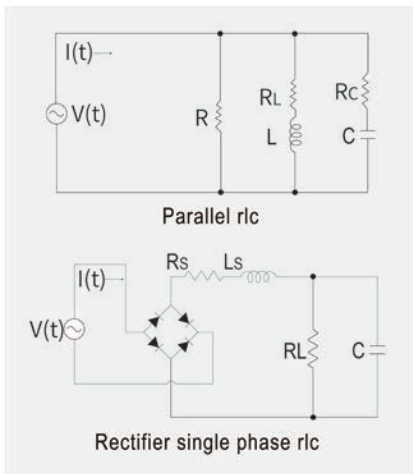 I(t)
V(t)
R
RL
L
Rc
C
Parallel rlc
Rs
Ls
I(t)
V(t)
RL
C
Rectifier single phase rlc